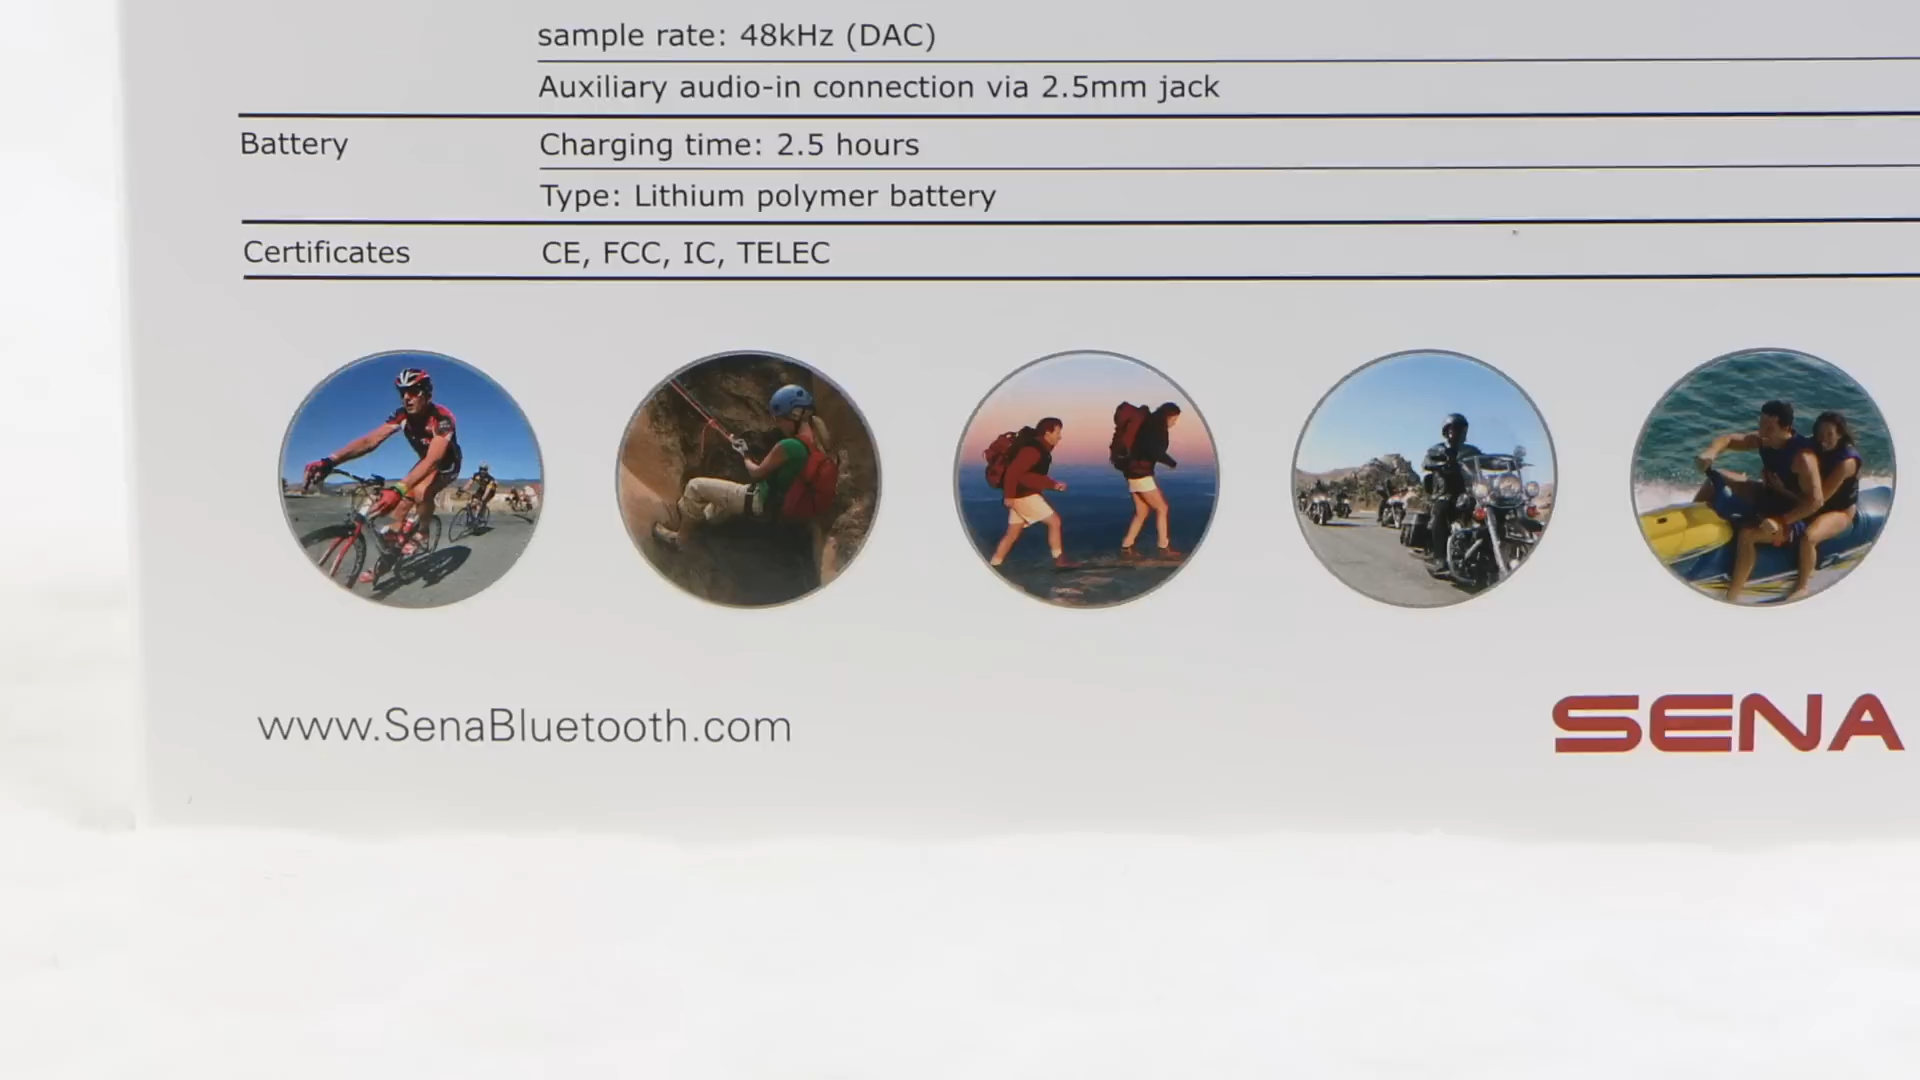 sample rate: 48kHz (DAC)
Auxiliary audio-in connection via 2.5mm jack
Battery Charging time: 2.5 hours
Type: Lithium polymer battery
Certificates CE, FCC, IC, TELEC
www.SenaBluetooth.com SENA